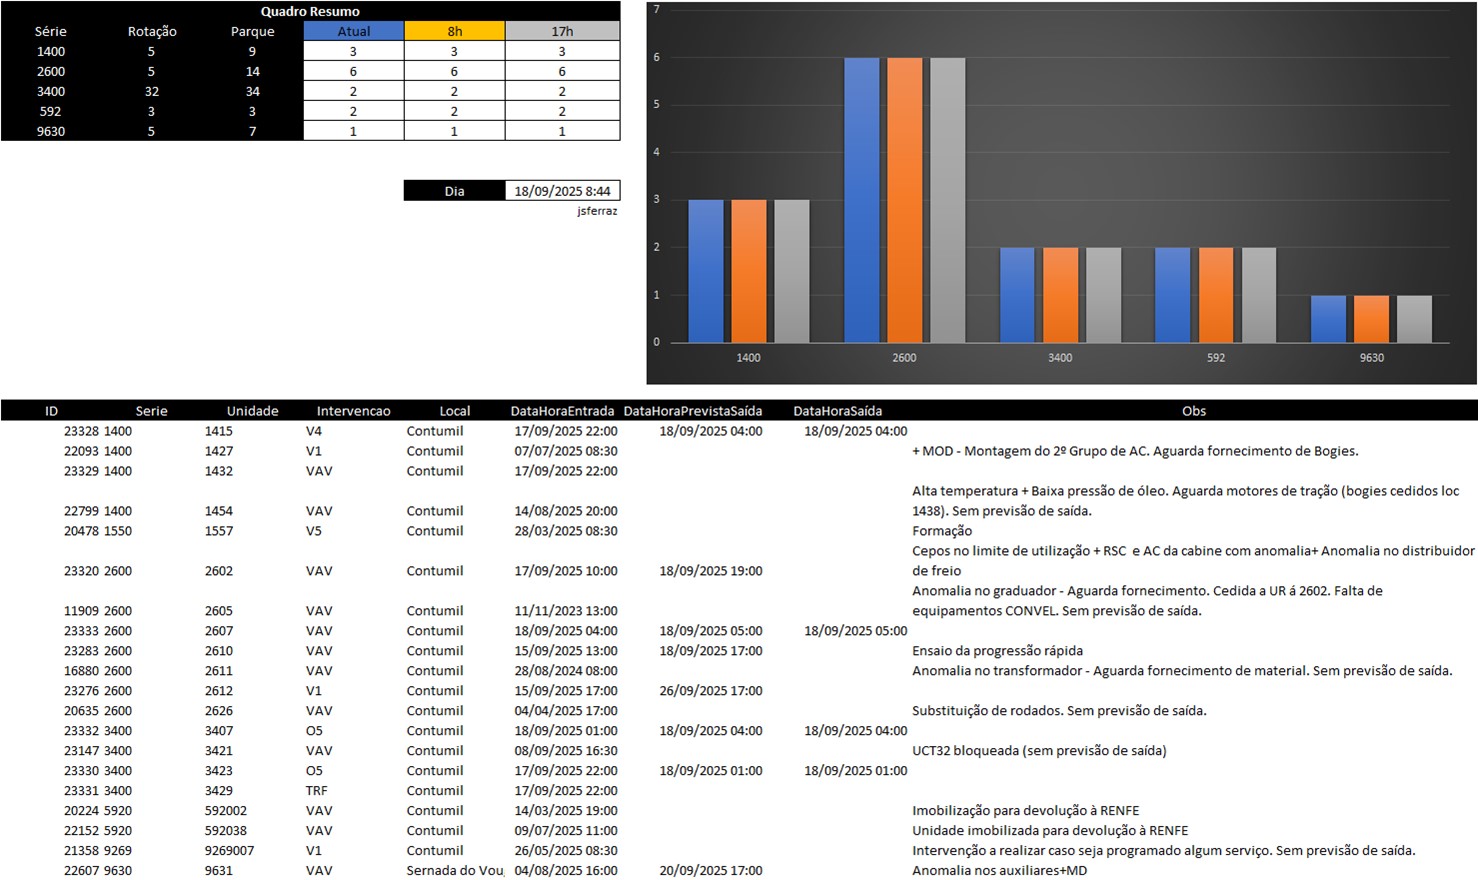 Quadro Resumo
Série Rotação Parque Atual 8h 17h
1400 5 9 3 3 3
2600 5 14 6 6 6
3400 32 34 2 2 2
592 3 3 2 2 2
9630 5 7 1 1 1
Dia 18/09/2025 8:44
jsferraz
7
6
5
4
3
2
1
0
1400 2600 3400 592 9630
ID Serie Unidade Intervencao Local DataHoraEntrada DataHoraPrevistaSaída DataHoraSaída Obs
23328 1400 1415 V4 Contumil 17/09/2025 22:00 18/09/2025 04:00 18/09/2025 04:00
22093 1400 1427 V1 Contumil 07/07/2025 08:30 + MOD - Montagem do 2º Grupo de AC. Aguarda fornecimento de Bogies.
23329 1400 1432 VAV Contumil 17/09/2025 22:00
Alta temperatura + Baixa pressão de óleo. Aguarda motores de tração (bogies cedidos loc
22799 1400 1454 VAV Contumil 14/08/2025 20:00 1438). Sem previsão de saída.
20478 1550 1557 V5 Contumil 28/03/2025 08:30 Formação
Cepos no limite de utilização + RSC e AC da cabine com anomalia+ Anomalia no distribuidor
23320 2600 2602 VAV Contumil 17/09/2025 10:00 18/09/2025 19:00 de freio
Anomalia no graduador - Aguarda fornecimento. Cedida a UR á 2602. Falta de
11909 2600 2605 VAV Contumil 11/11/2023 13:00 equipamentos CONVEL. Sem previsão de saída.
23333 2600 2607 VAV Contumil 18/09/2025 04:00 18/09/2025 05:00 18/09/2025 05:00
23283 2600 2610 VAV Contumil 15/09/2025 13:00 18/09/2025 17:00 Ensaio da progressão rápida
16880 2600 2611 VAV Contumil 28/08/2024 08:00 Anomalia no transformador - Aguarda fornecimento de material. Sem previsão de saída.
23276 2600 2612 V1 Contumil 15/09/2025 17:00 26/09/2025 17:00
20635 2600 2626 VAV Contumil 04/04/2025 17:00 Substituição de rodados. Sem previsão de saída.
23332 3400 3407 O5 Contumil 18/09/2025 01:00 18/09/2025 04:00 18/09/2025 04:00
23147 3400 3421 VAV Contumil 08/09/2025 16:30 UCT32 bloqueada (sem previsão de saída)
23330 3400 3423 O5 Contumil 17/09/2025 22:00 18/09/2025 01:00 18/09/2025 01:00
23331 3400 3429 TRF Contumil 17/09/2025 22:00
20224 5920 592002 VAV Contumil 14/03/2025 19:00 Imobilização para devolução à RENFE
22152 5920 592038 VAV Contumil 09/07/2025 11:00 Unidade imobilizada para devolução à RENFE
21358 9269 9269007 V1 Contumil 26/05/2025 08:30 Intervenção a realizar caso seja programado algum serviço. Sem previsão de saída.
22607 9630 9631 VAV Sernada do Vou 04/08/2025 16:00 20/09/2025 17:00 Anomalia nos auxiliares+MD